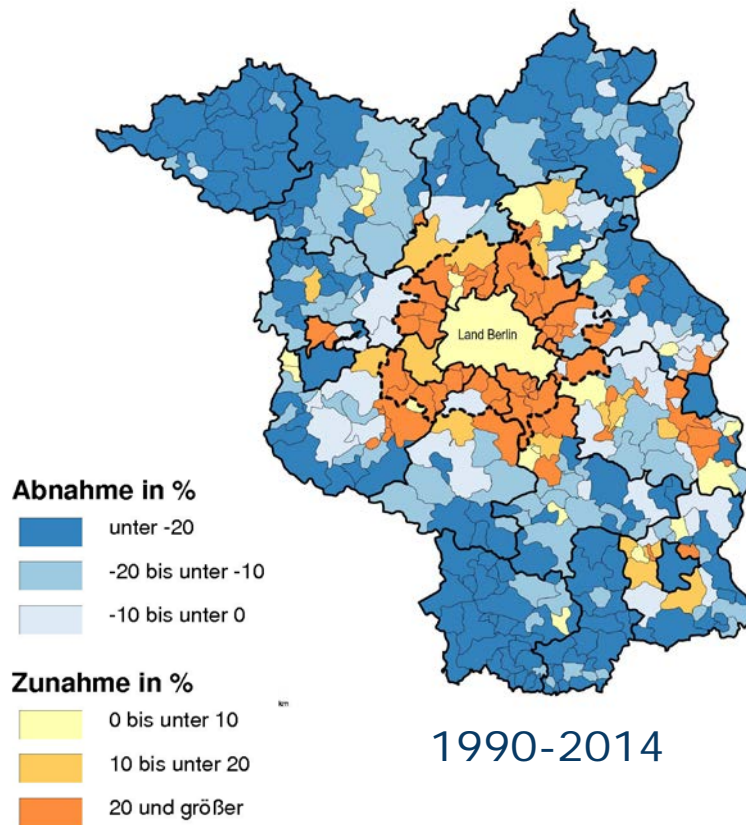 Land Berlin
Abnahme in %
unter -20
-20 bis unter -10
-10 bis unter 0
Zunahme in %
km
0 bis unter 10
10 bis unter 20
20 und größer
1990-2014